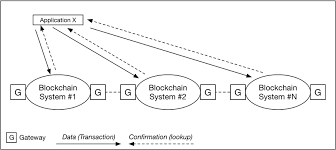 Application X
Blockchain
System #1
Blockchain
System #2
Blockchain
System #N
G
G
G
G
G
G
G Gateway
Data (Transaction)
Confirmation (lookup)